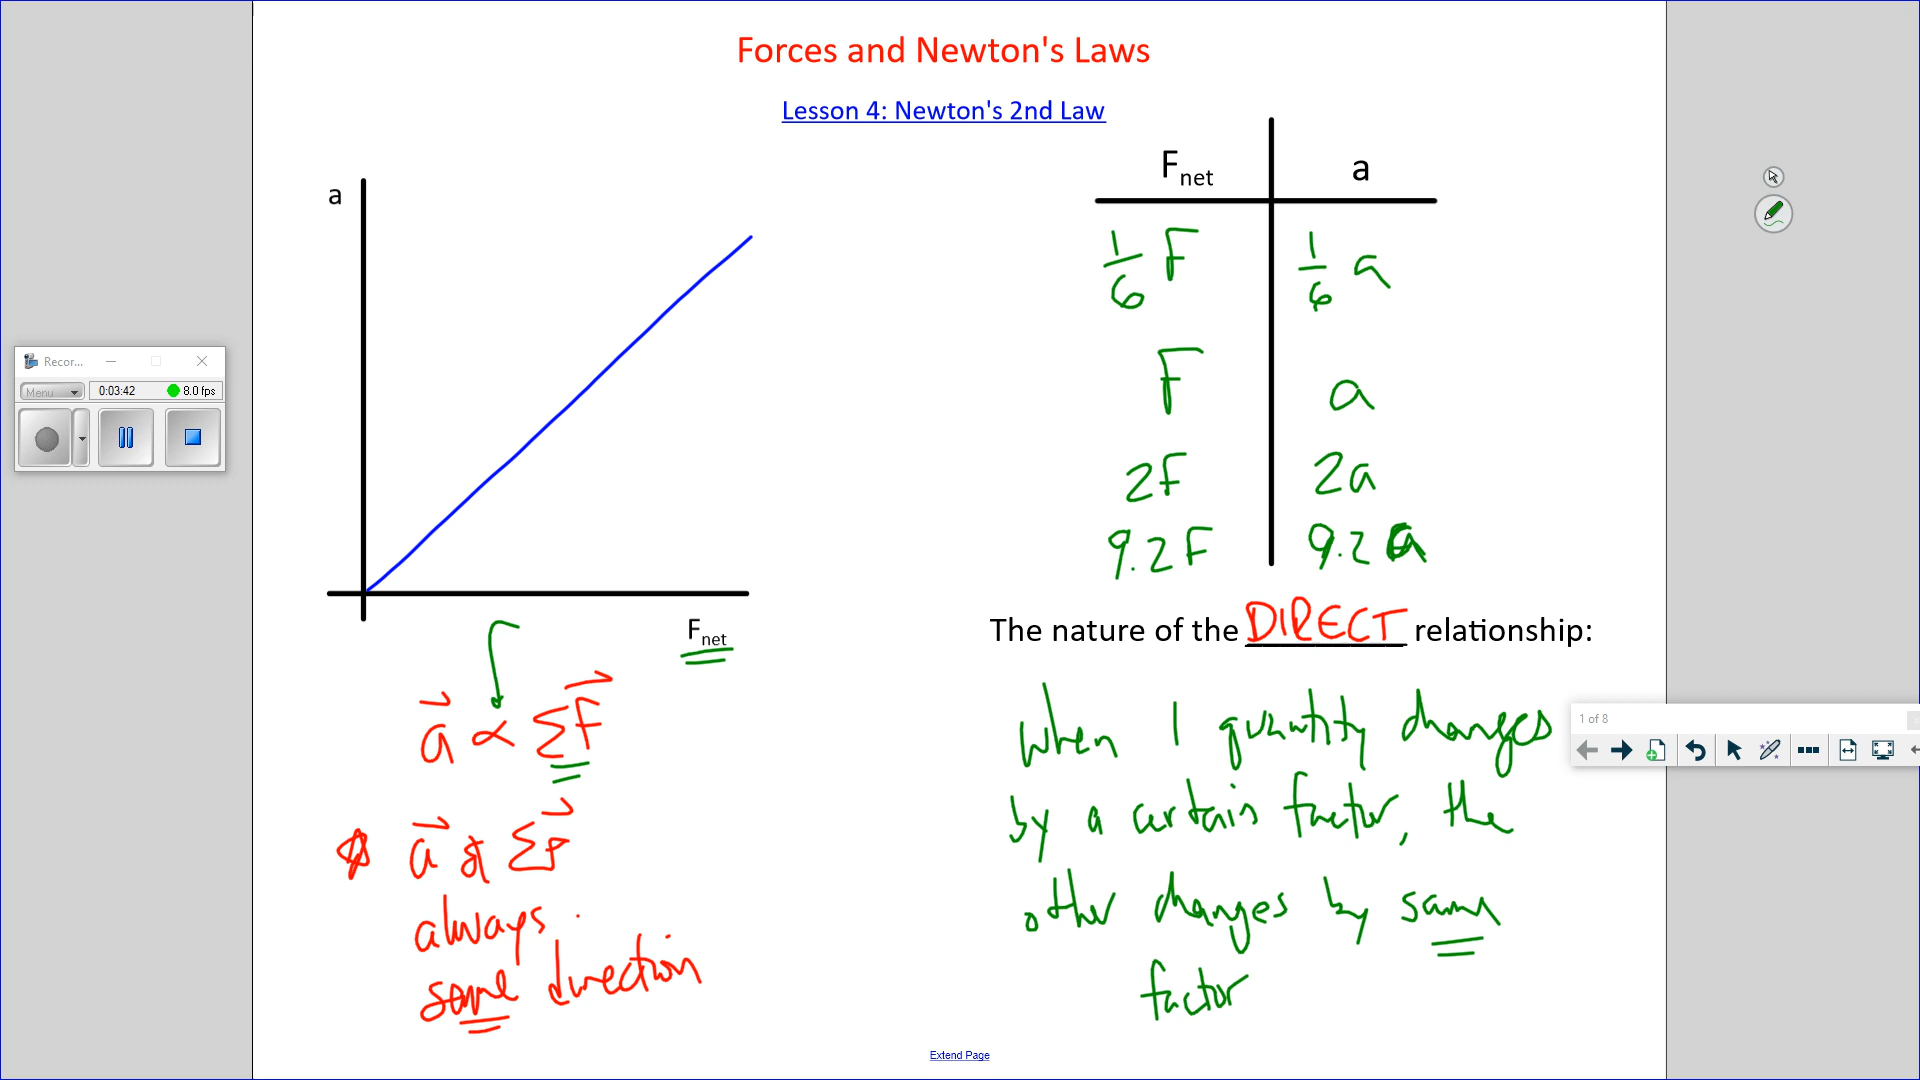 Forces and Newton's Laws
Lesson 4: Newton's 2nd Law
a
F_net
a⃗ ∝ ΣF⃗
a⃗ & ΣF⃗
always
same direction
F_net a
1/6 F 1/6 a
F a
2F 2a
9.2F 9.2a
The nature of the DIRECT relationship:
When 1 quantity changes
by a certain factor, the
other changes by same
factor
Extend Page
Recor...
Menu 0:03:42 8.0 fps
1 of 8